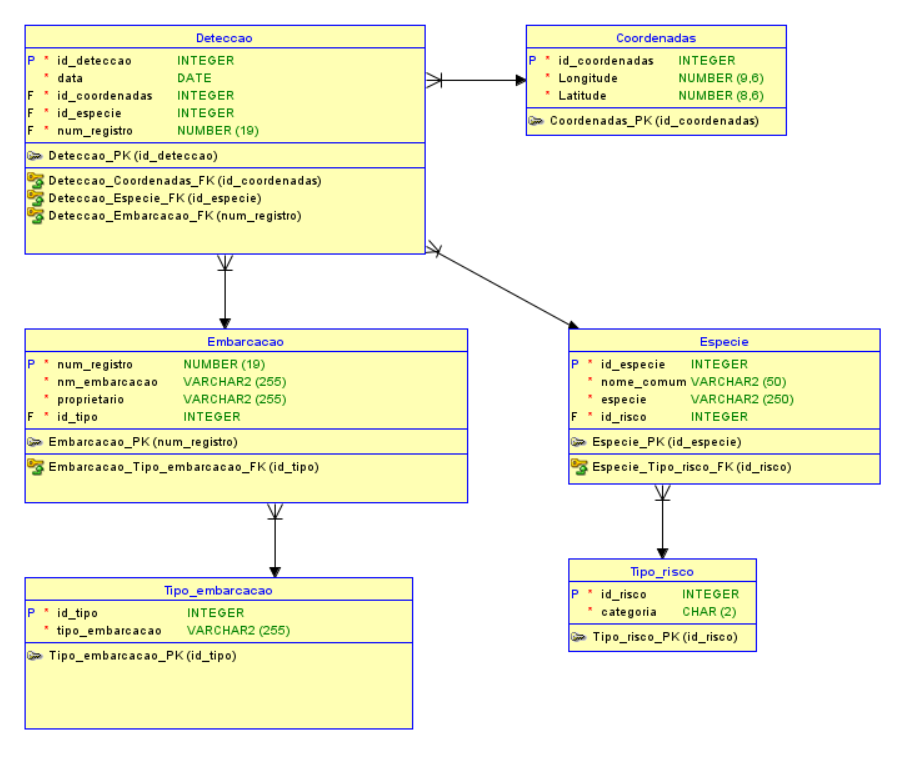 Deteccao
P * id_deteccao INTEGER
* data DATE
F * id_coordenadas INTEGER
F * id_especie INTEGER
F * num_registro NUMBER (19)
Deteccao_PK (id_deteccao)
Deteccao_Coordenadas_FK (id_coordenadas)
Deteccao_Especie_FK (id_especie)
Deteccao_Embarcacao_FK (num_registro)
Coordenadas
P * id_coordenadas INTEGER
* Longitude NUMBER (9,6)
* Latitude NUMBER (8,6)
Coordenadas_PK (id_coordenadas)
Embarcacao
P * num_registro NUMBER (19)
* nm_embarcacao VARCHAR2 (255)
* proprietario VARCHAR2 (255)
F * id_tipo INTEGER
Embarcacao_PK (num_registro)
Embarcacao_Tipo_embarcacao_FK (id_tipo)
Especie
P * id_especie INTEGER
* nome_comum VARCHAR2 (50)
* especie VARCHAR2 (250)
F * id_risco INTEGER
Especie_PK (id_especie)
Especie_Tipo_risco_FK (id_risco)
Tipo_embarcacao
P * id_tipo INTEGER
* tipo_embarcacao VARCHAR2 (255)
Tipo_embarcacao_PK (id_tipo)
Tipo_risco
P * id_risco INTEGER
* categoria CHAR (2)
Tipo_risco_PK (id_risco)